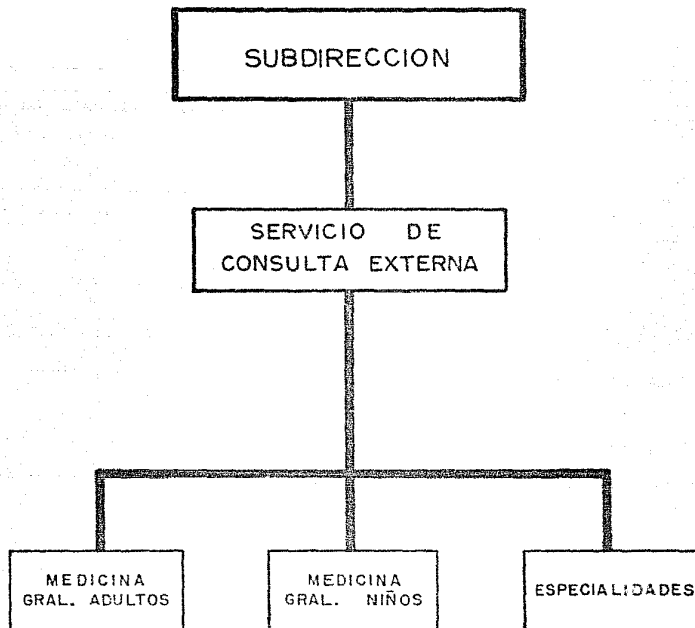 SUBDIRECCION
SERVICIO DE
CONSULTA EXTERNA
MEDICINA
GRAL. ADULTOS
MEDICINA
GRAL. NIÑOS
ESPECIALIDADES